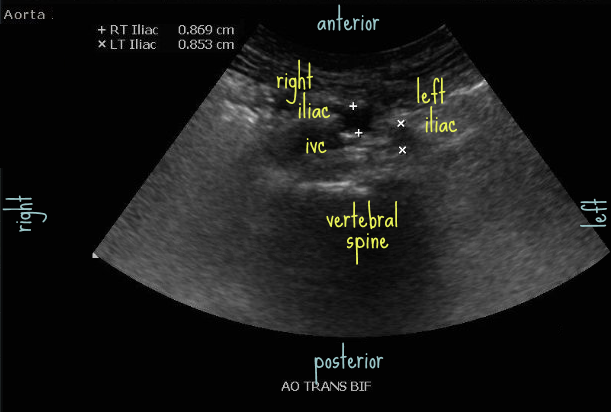 Aorta
+ RT Iliac 0.869 cm
× LT Iliac 0.853 cm
anterior
right
iliac
left
iliac
ivc
right
left
vertebral
spine
posterior
AO TRANS BIF